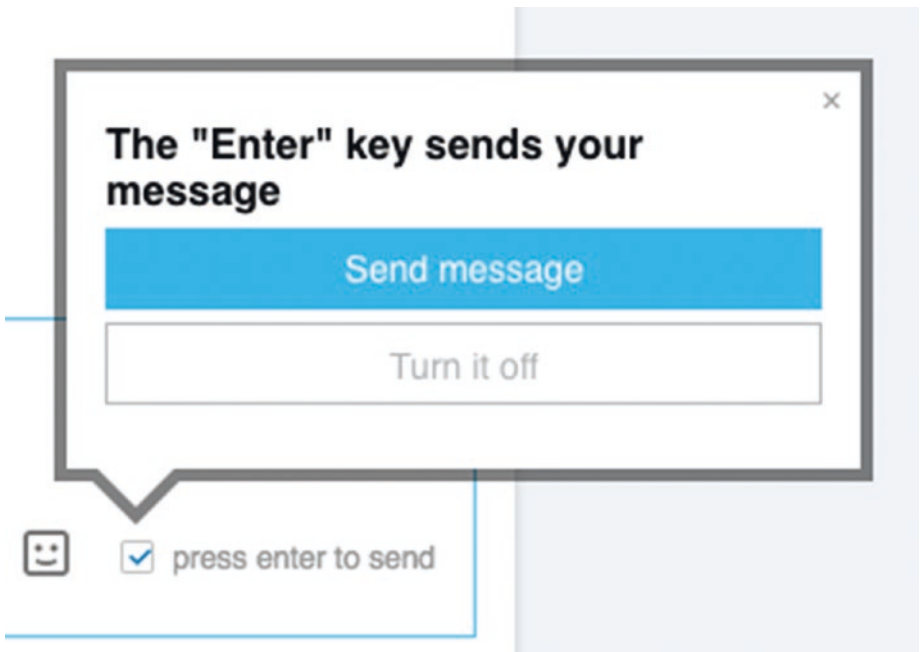 The "Enter" key sends your
message
Send message
Turn it off
press enter to send